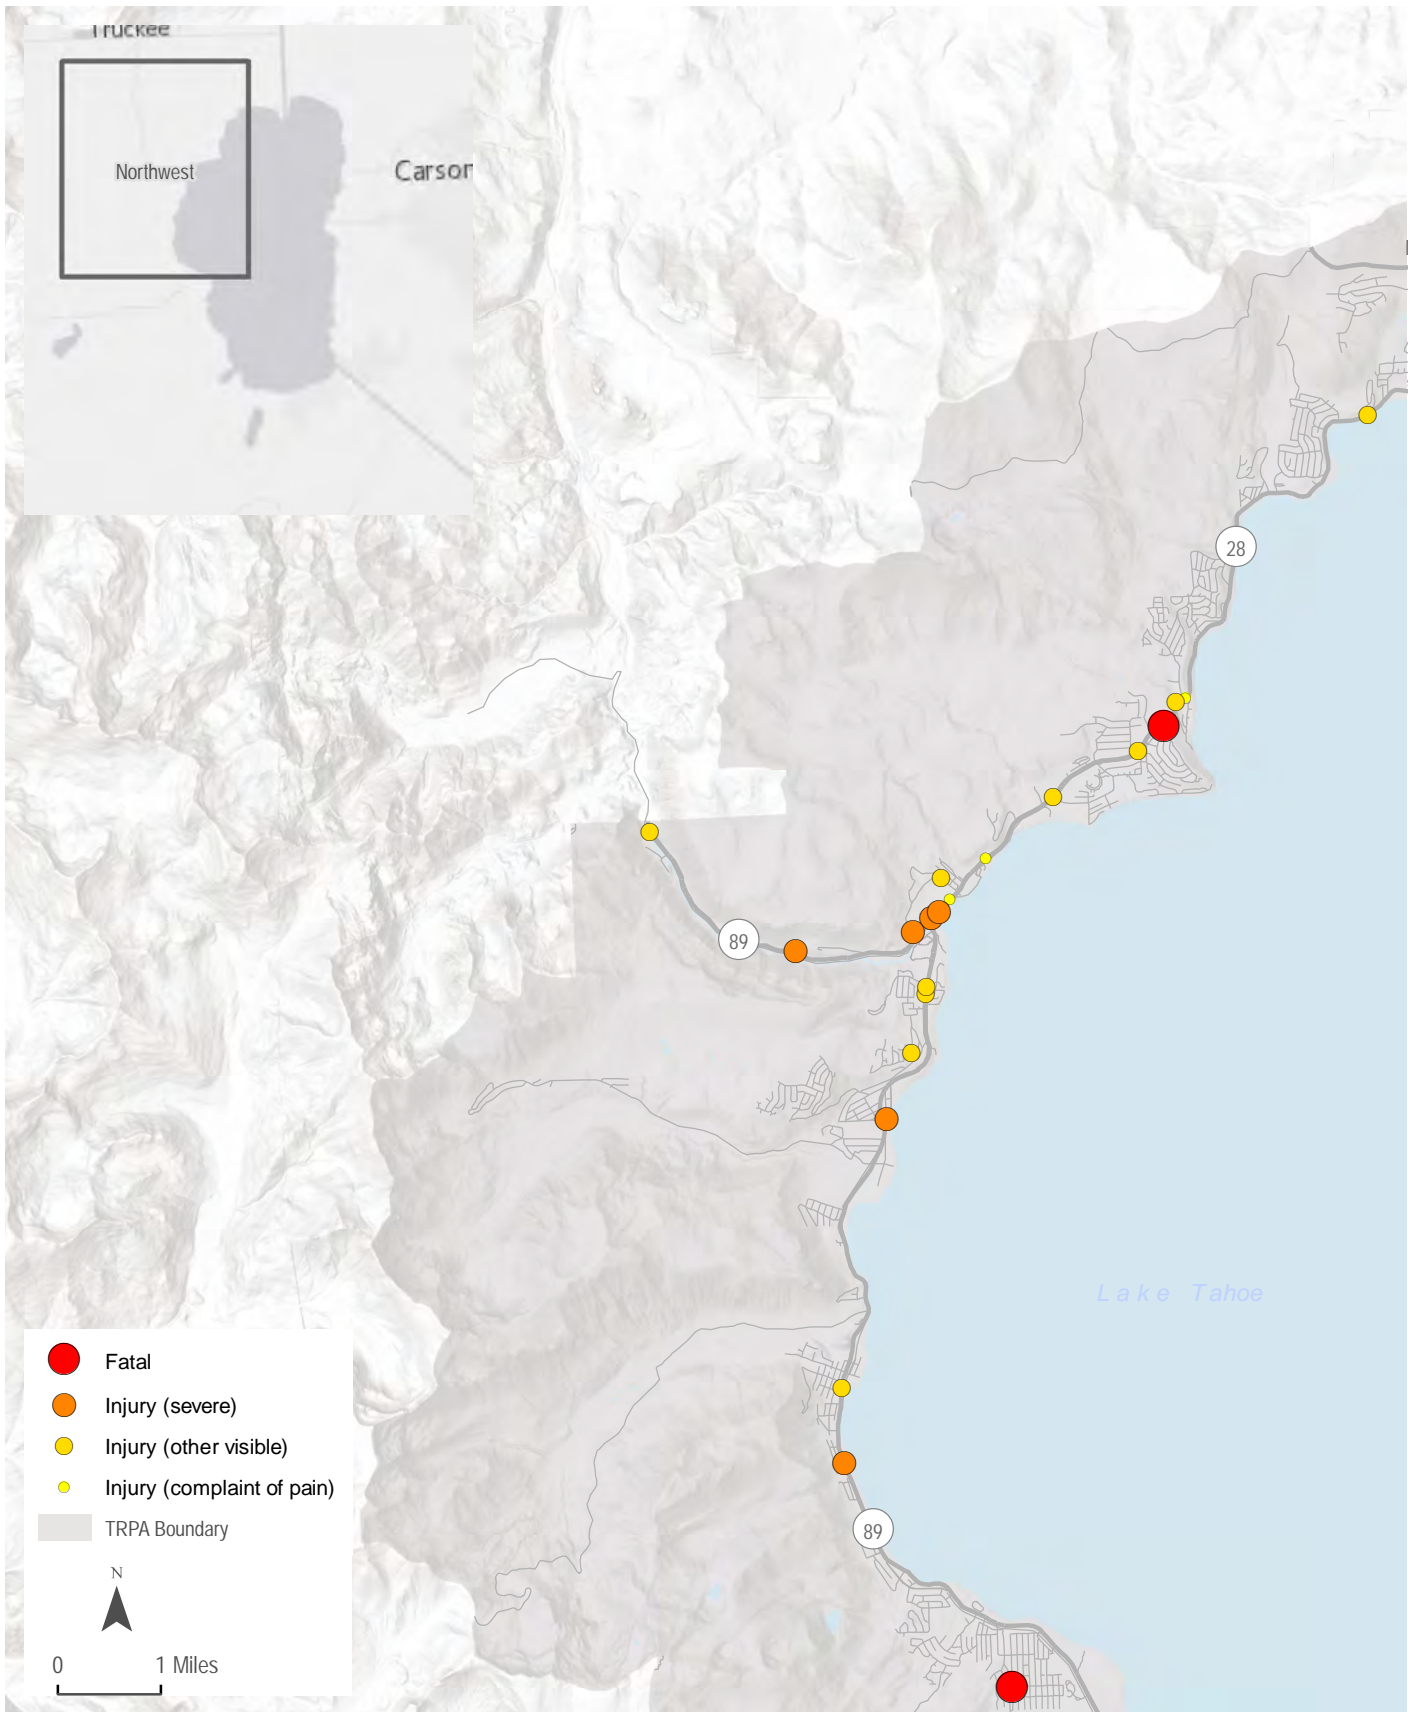 Truckee
Northwest
Carson
28
89
Lake Tahoe
Fatal
Injury (severe)
Injury (other visible)
Injury (complaint of pain)
89
TRPA Boundary
N
0 1 Miles